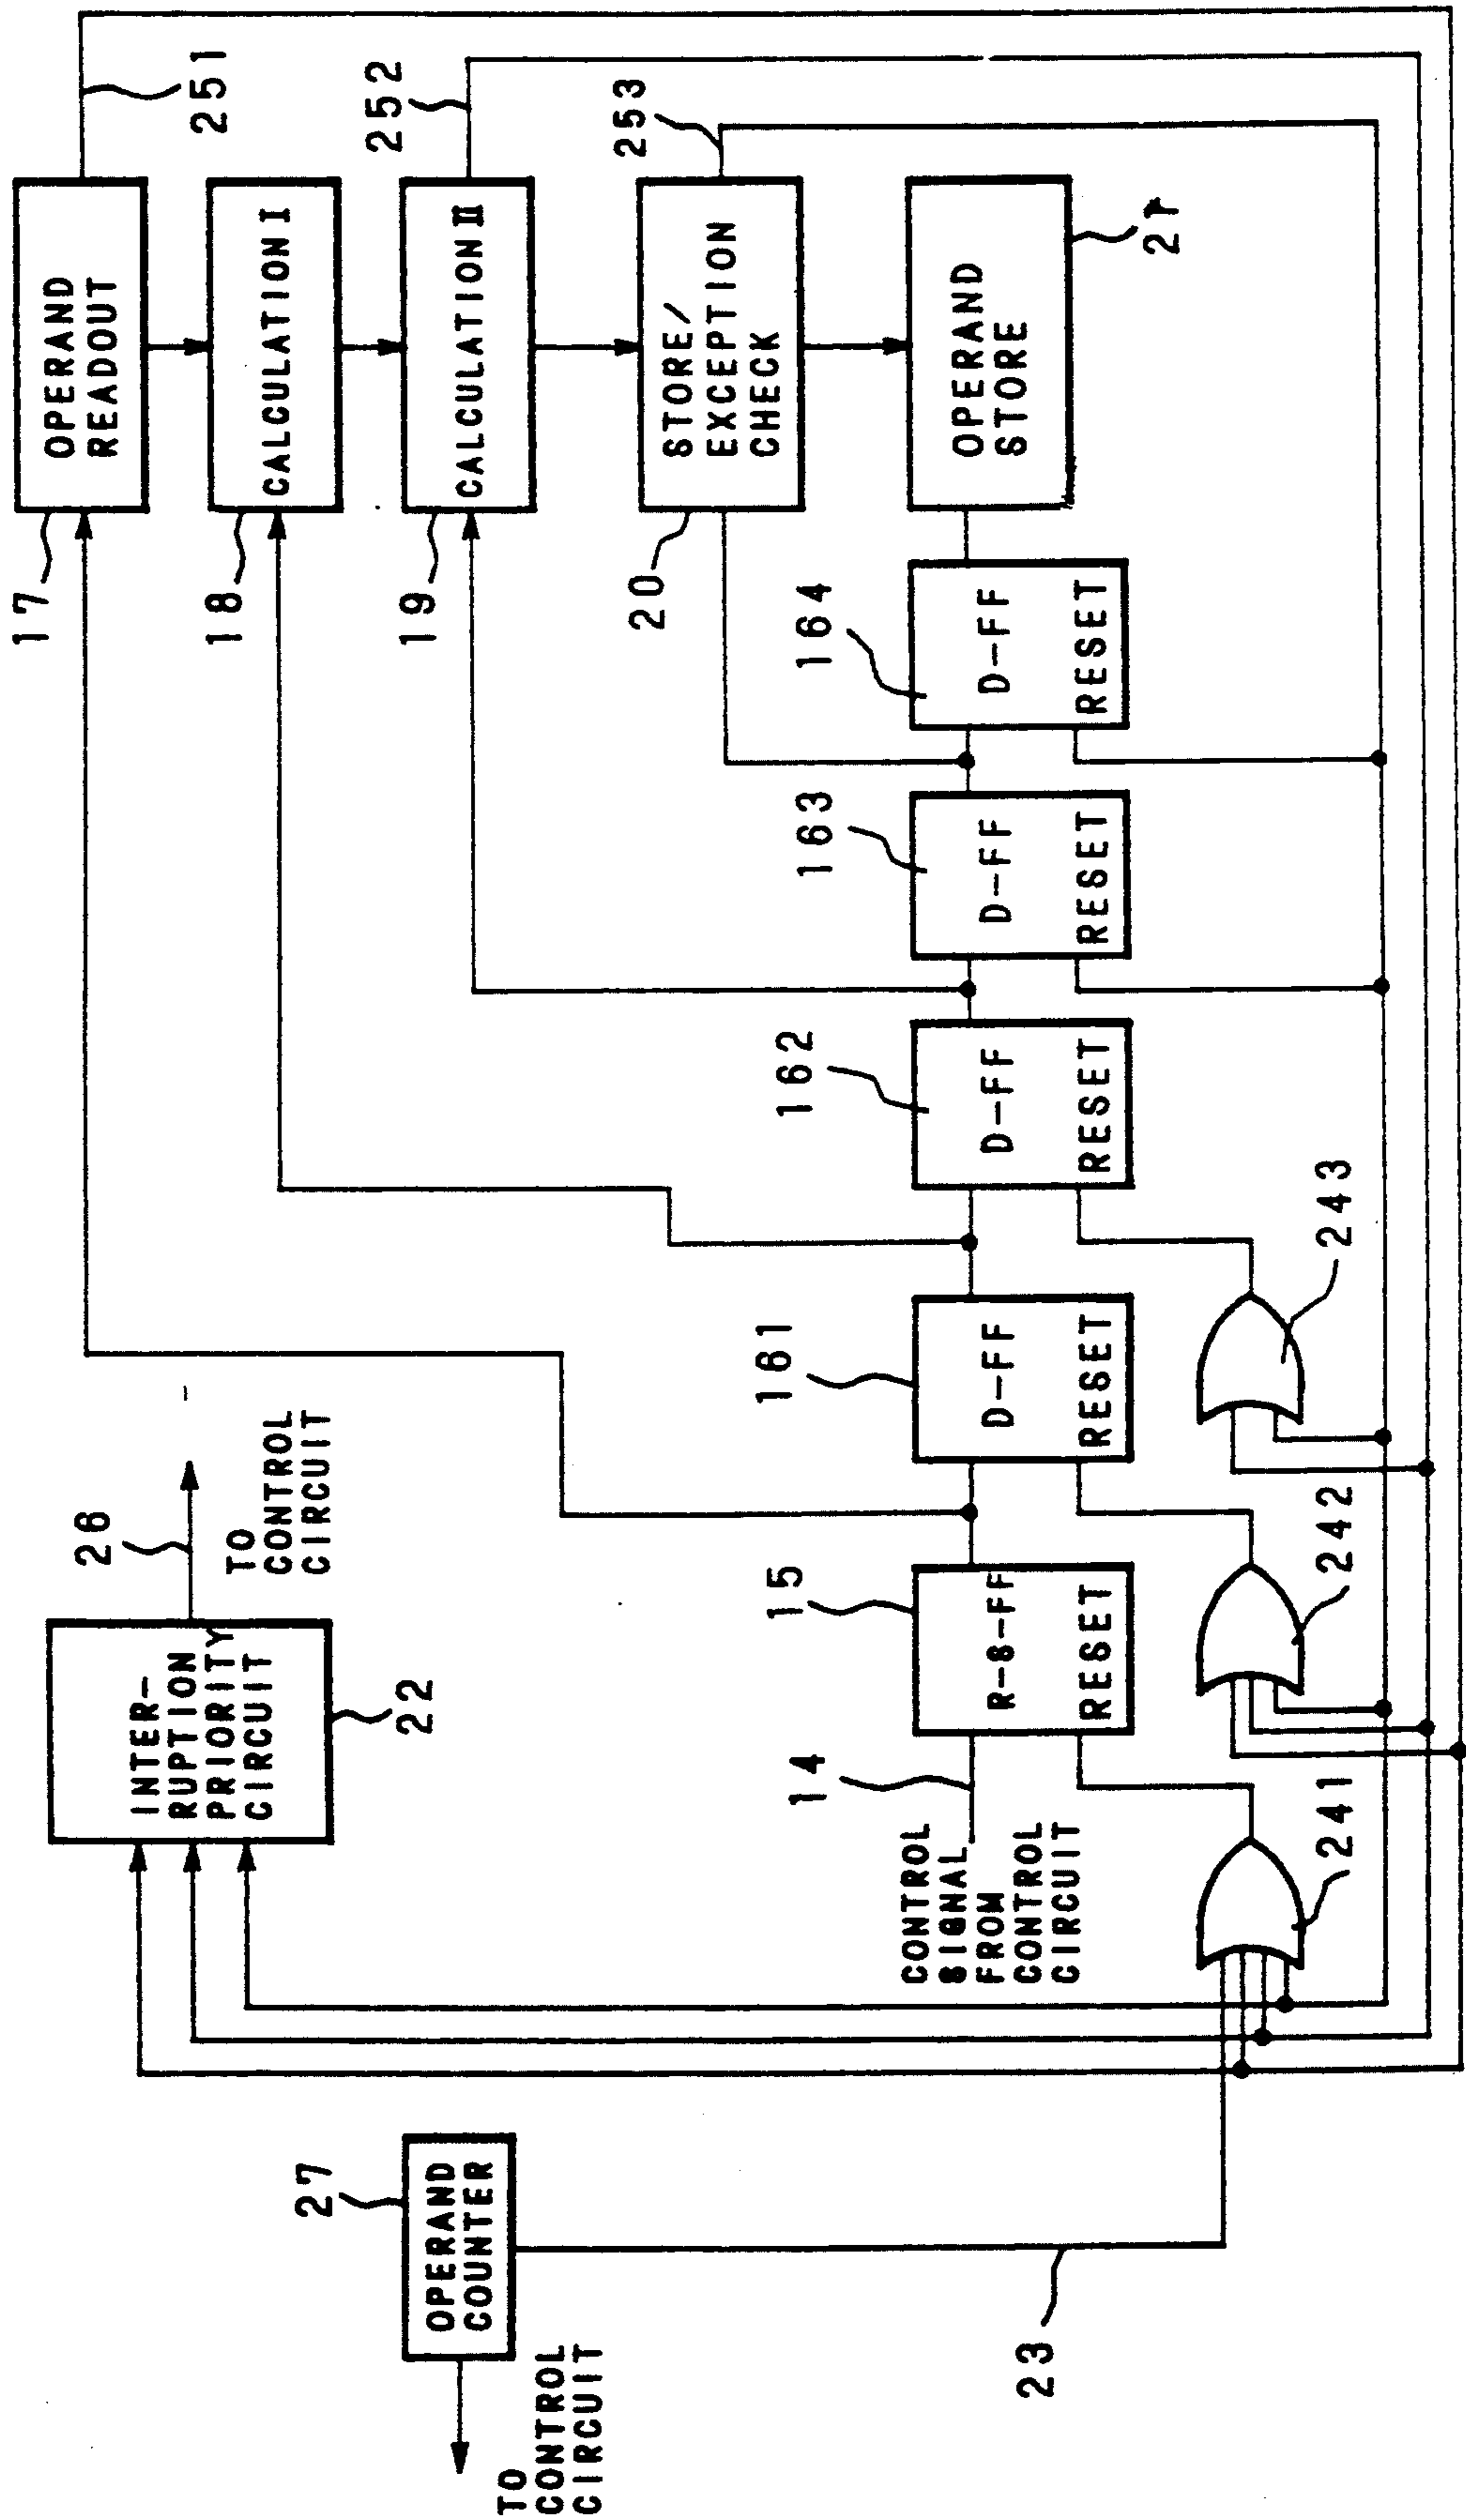 251
252
253
OPERAND
READOUT
17
CALCULATION I
18
CALCULATION II
19
STORE/
EXCEPTION
CHECK
20
OPERAND
STORE
21
D-FF
RESET
164
D-FF
RESET
163
D-FF
RESET
162
D-FF
RESET
161
R-S-FF
RESET
15
14
CONTROL
SIGNAL
FROM
CONTROL
CIRCUIT
243
242
241
INTER-
RUPTION
PRIORITY
CIRCUIT
22
26
TO
CONTROL
CIRCUIT
OPERAND
COUNTER
27
23
TO
CONTROL
CIRCUIT